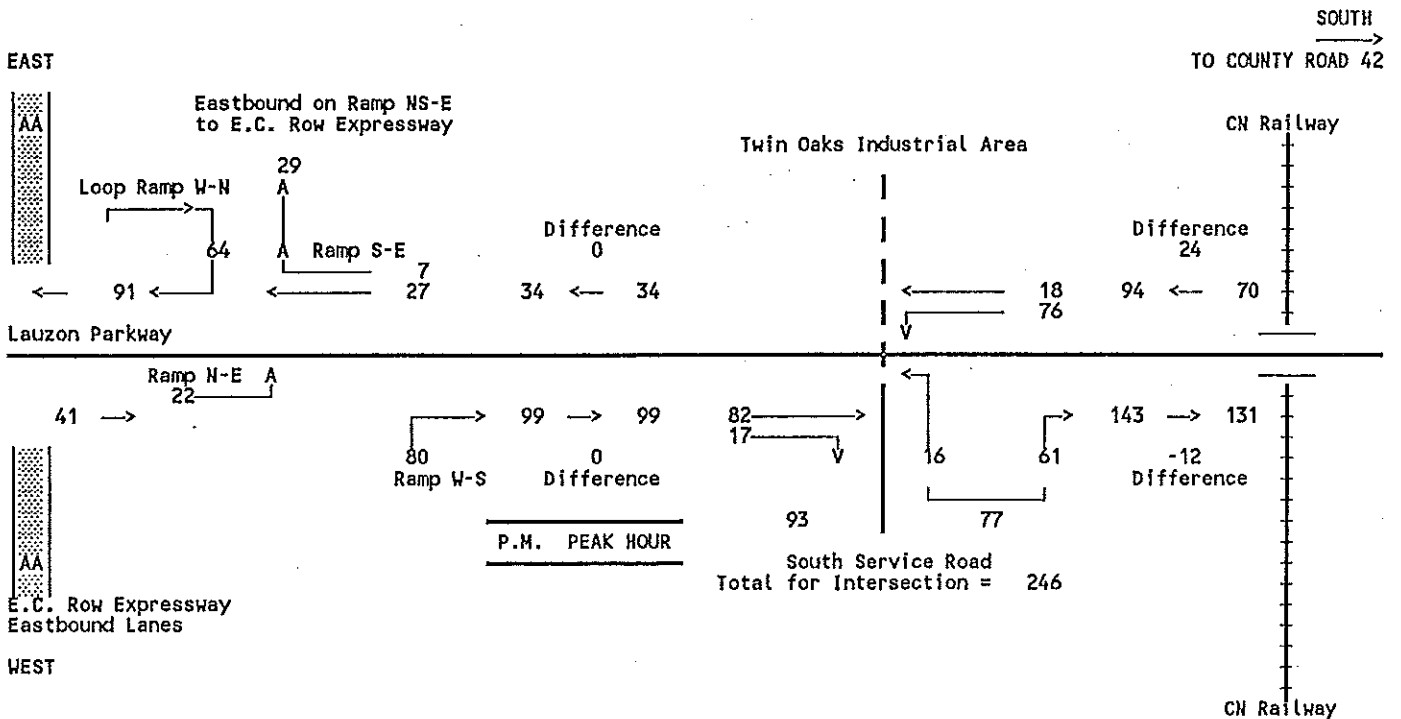 SOUTH
EAST
TO COUNTY ROAD 42
Eastbound on Ramp NS-E
AA
to E.C. Row Expressway
CN Railway
Twin Oaks Industrial Area
29
Loop Ramp W-N
A
Difference
Difference
64
A Ramp S-E
0
24
7
91
27
34
34
18
94
70
76
V
Lauzon Parkway
Ramp N-E A
22
41
99
99
82
143
131
17
V
80
0
16
61
-12
Ramp W-S
Difference
Difference
93
77
P.M. PEAK HOUR
AA
South Service Road
Total for Intersection = 246
E.C. Row Expressway
Eastbound Lanes
WEST
CN Railway